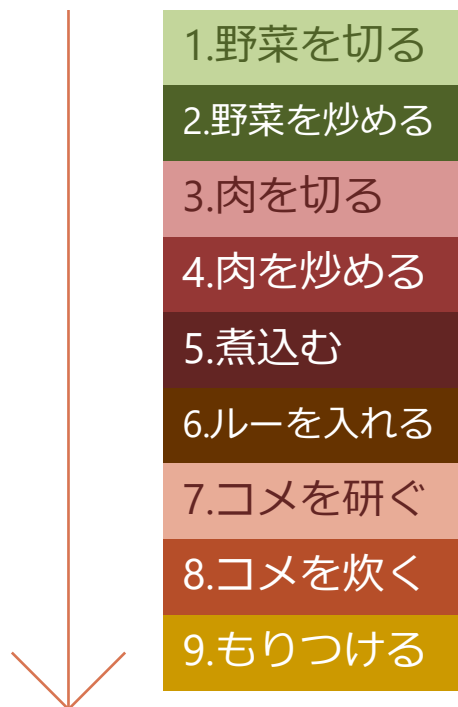 1.野菜を切る
2.野菜を炒める
3.肉を切る
4.肉を炒める
5.煮込む
6.ルーを入れる
7.コメを研ぐ
8.コメを炊く
9.もりつける